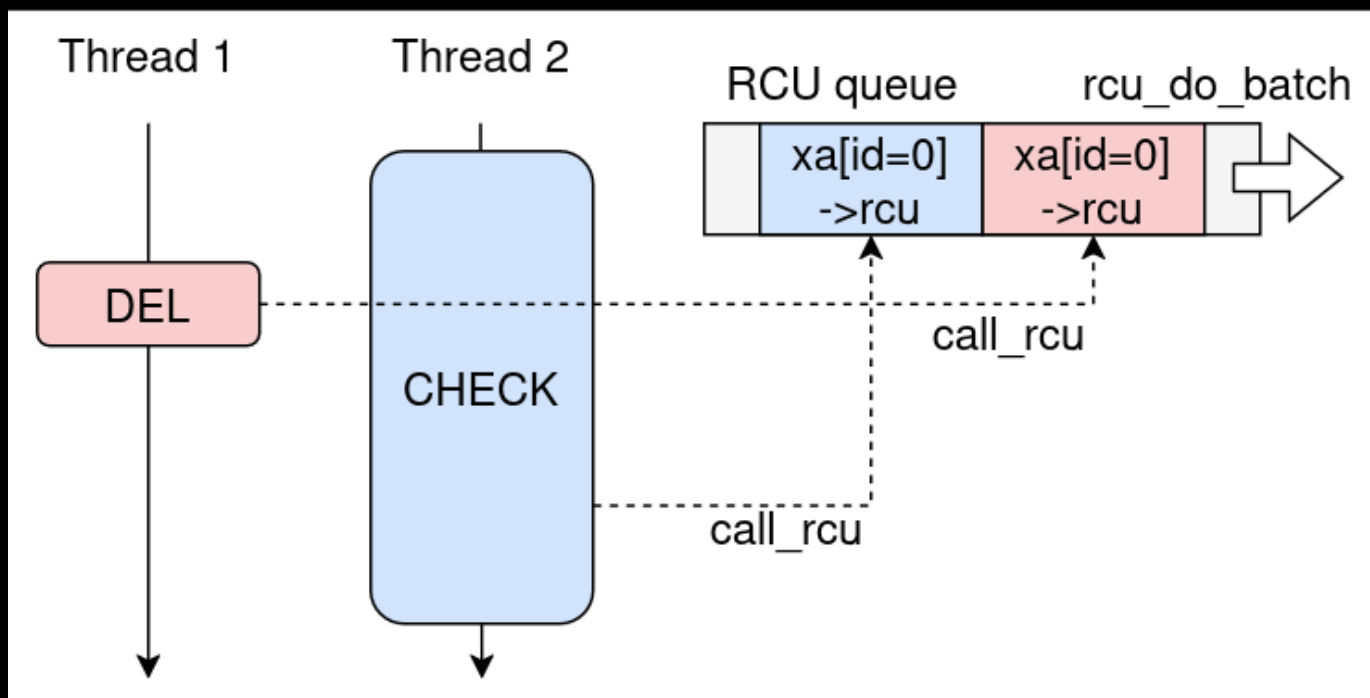 Thread 1
Thread 2
RCU queue
rcu_do_batch
xa[id=0]
->rcu
xa[id=0]
->rcu
DEL
call_rcu
CHECK
call_rcu